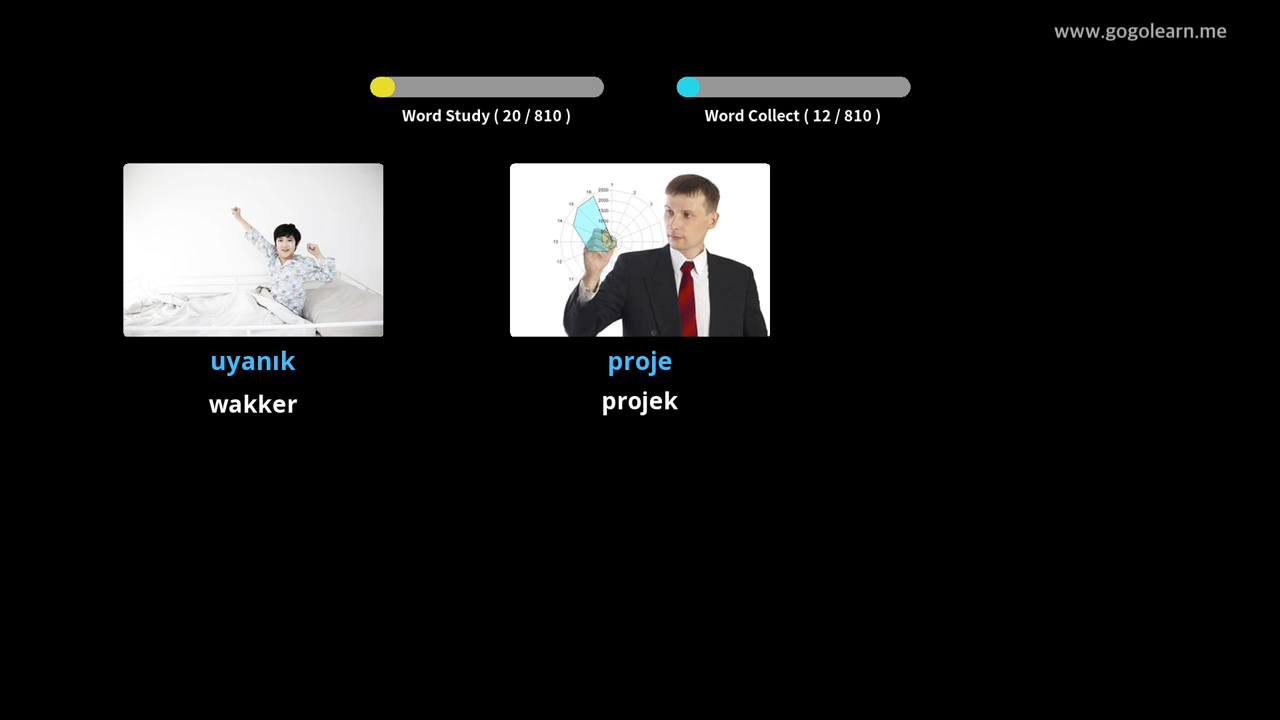 www.gogolearn.me
Word Study ( 20 / 810 )
Word Collect ( 12 / 810 )
uyanık
wakker
proje
projek